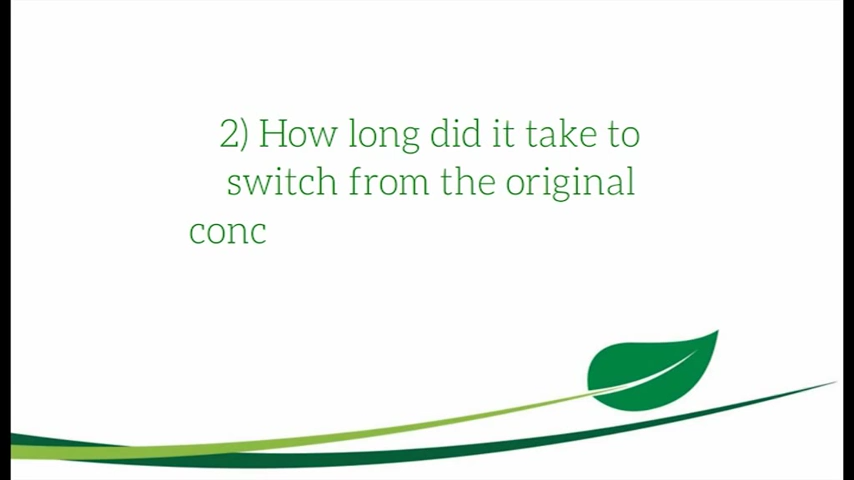 2) How long did it take to
switch from the original
conc